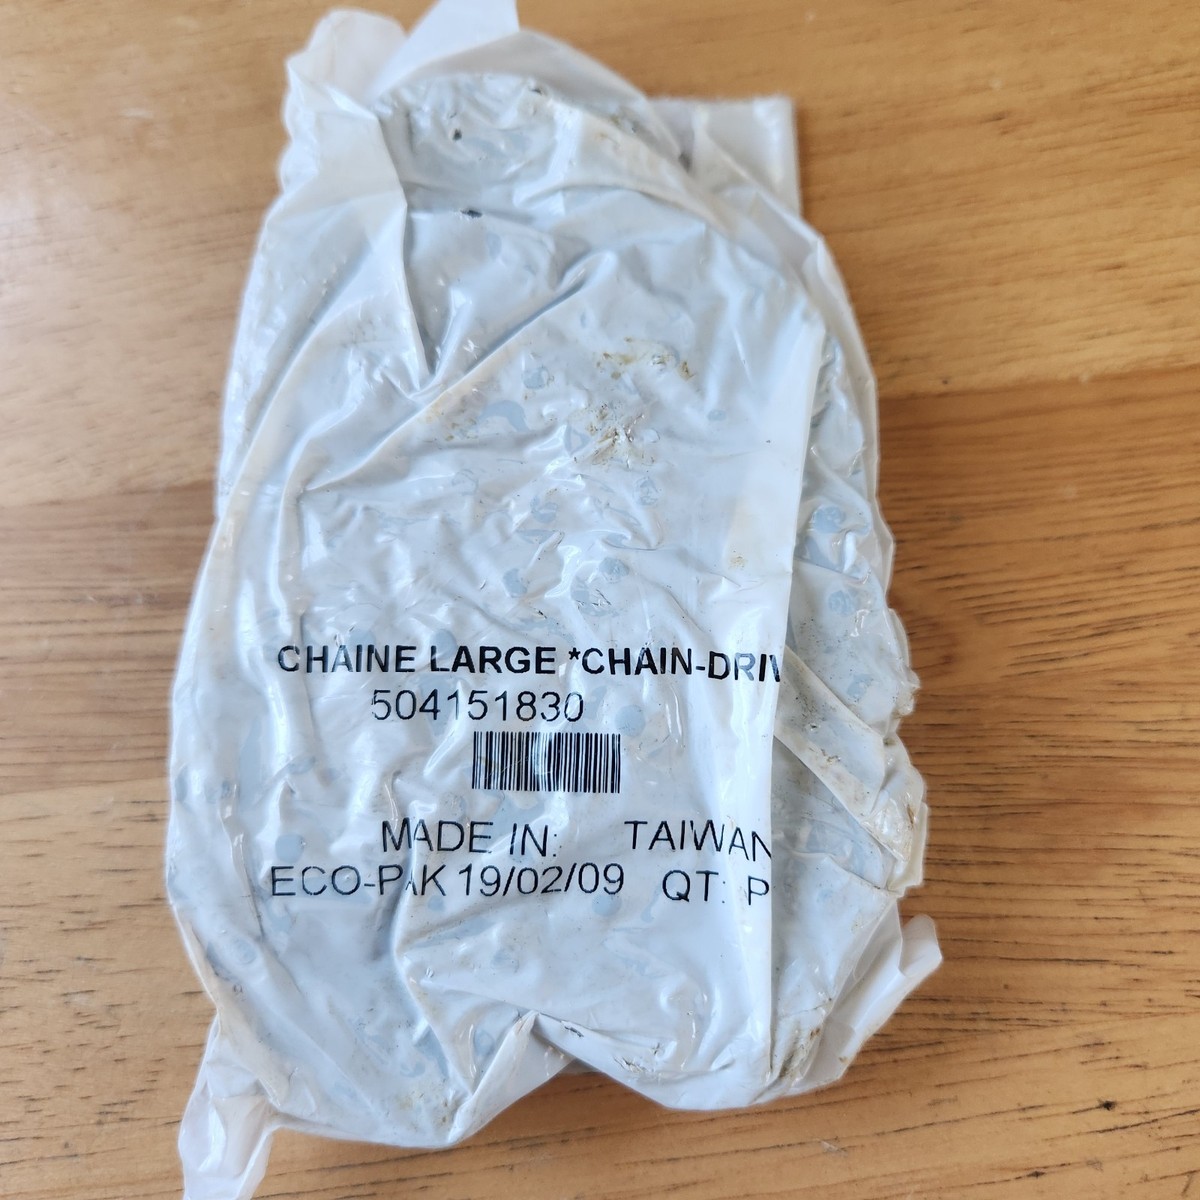 CHAINE LARGE *CHAIN-DRIV
504151830
MADE IN: TAIWAN
ECO-PAK 19/02/09 QT: P